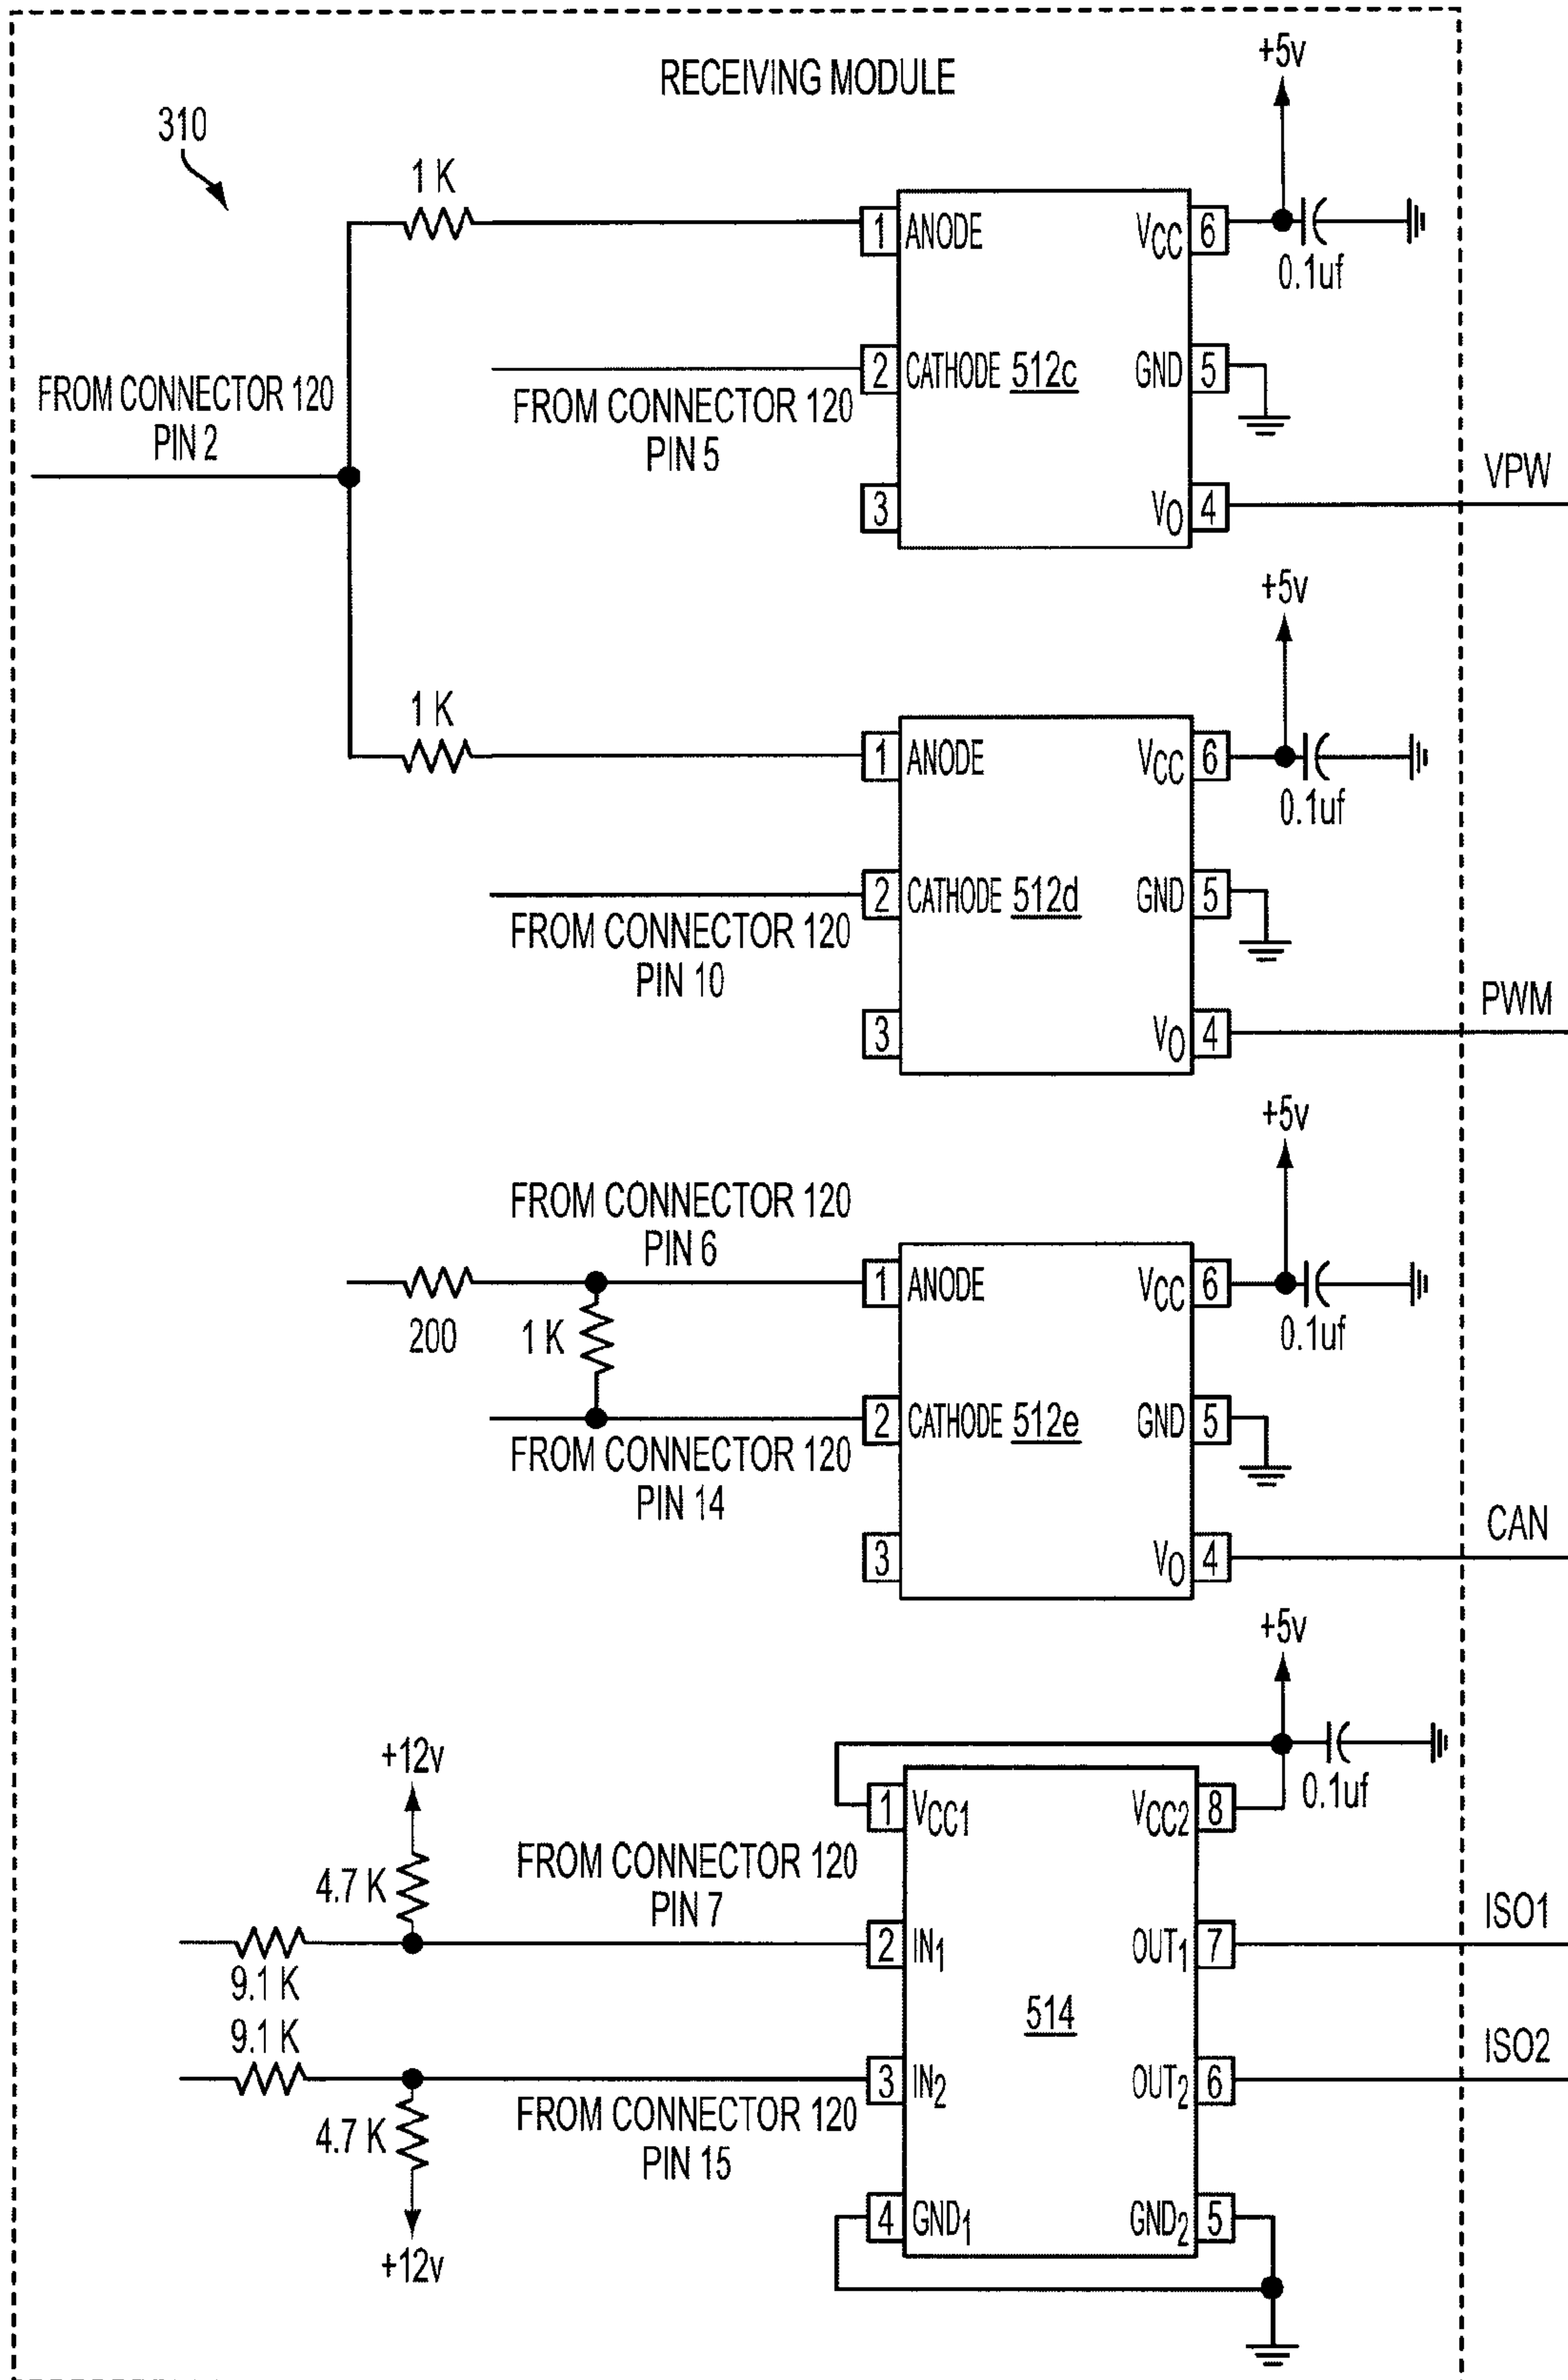 RECEIVING MODULE
310
+5v
1 K
1 ANODE
VCC 6
0.1uf
FROM CONNECTOR 120
PIN 2
2 CATHODE 512c
GND 5
FROM CONNECTOR 120
PIN 5
3
VO 4
VPW
+5v
1 K
1 ANODE
VCC 6
0.1uf
2 CATHODE 512d
GND 5
FROM CONNECTOR 120
PIN 10
3
VO 4
PWM
+5v
FROM CONNECTOR 120
PIN 6
1 ANODE
VCC 6
200
1 K
0.1uf
2 CATHODE 512e
GND 5
FROM CONNECTOR 120
PIN 14
3
VO 4
CAN
+5v
+12v
0.1uf
1 VCC1
VCC2 8
4.7 K
FROM CONNECTOR 120
PIN 7
9.1 K
2 IN1
OUT1 7
ISO1
514
9.1 K
3 IN2
OUT2 6
ISO2
4.7 K
FROM CONNECTOR 120
PIN 15
4 GND1
GND2 5
+12v